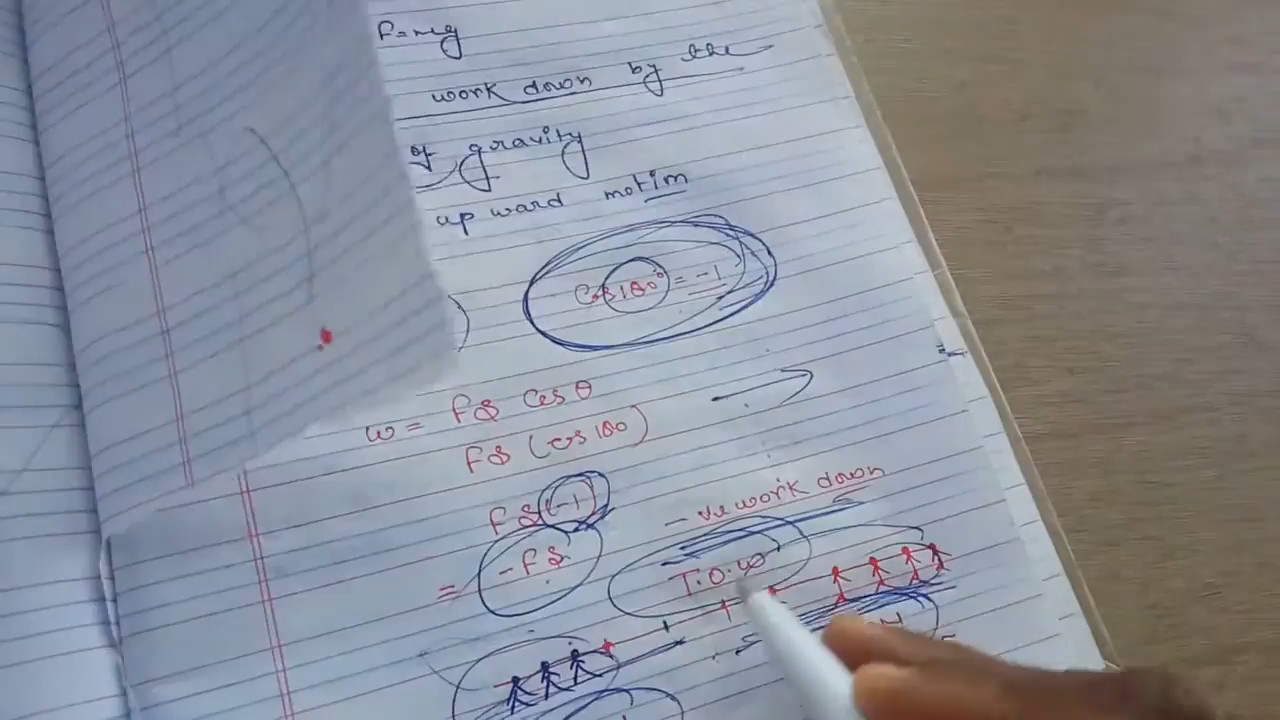 F = mg
work down by the
of gravity
up ward motim
Cos 180° = -1
w = FS Cos θ
FS (cos 180)
FS (-1)
-ve work down
= -FS
T.O.W